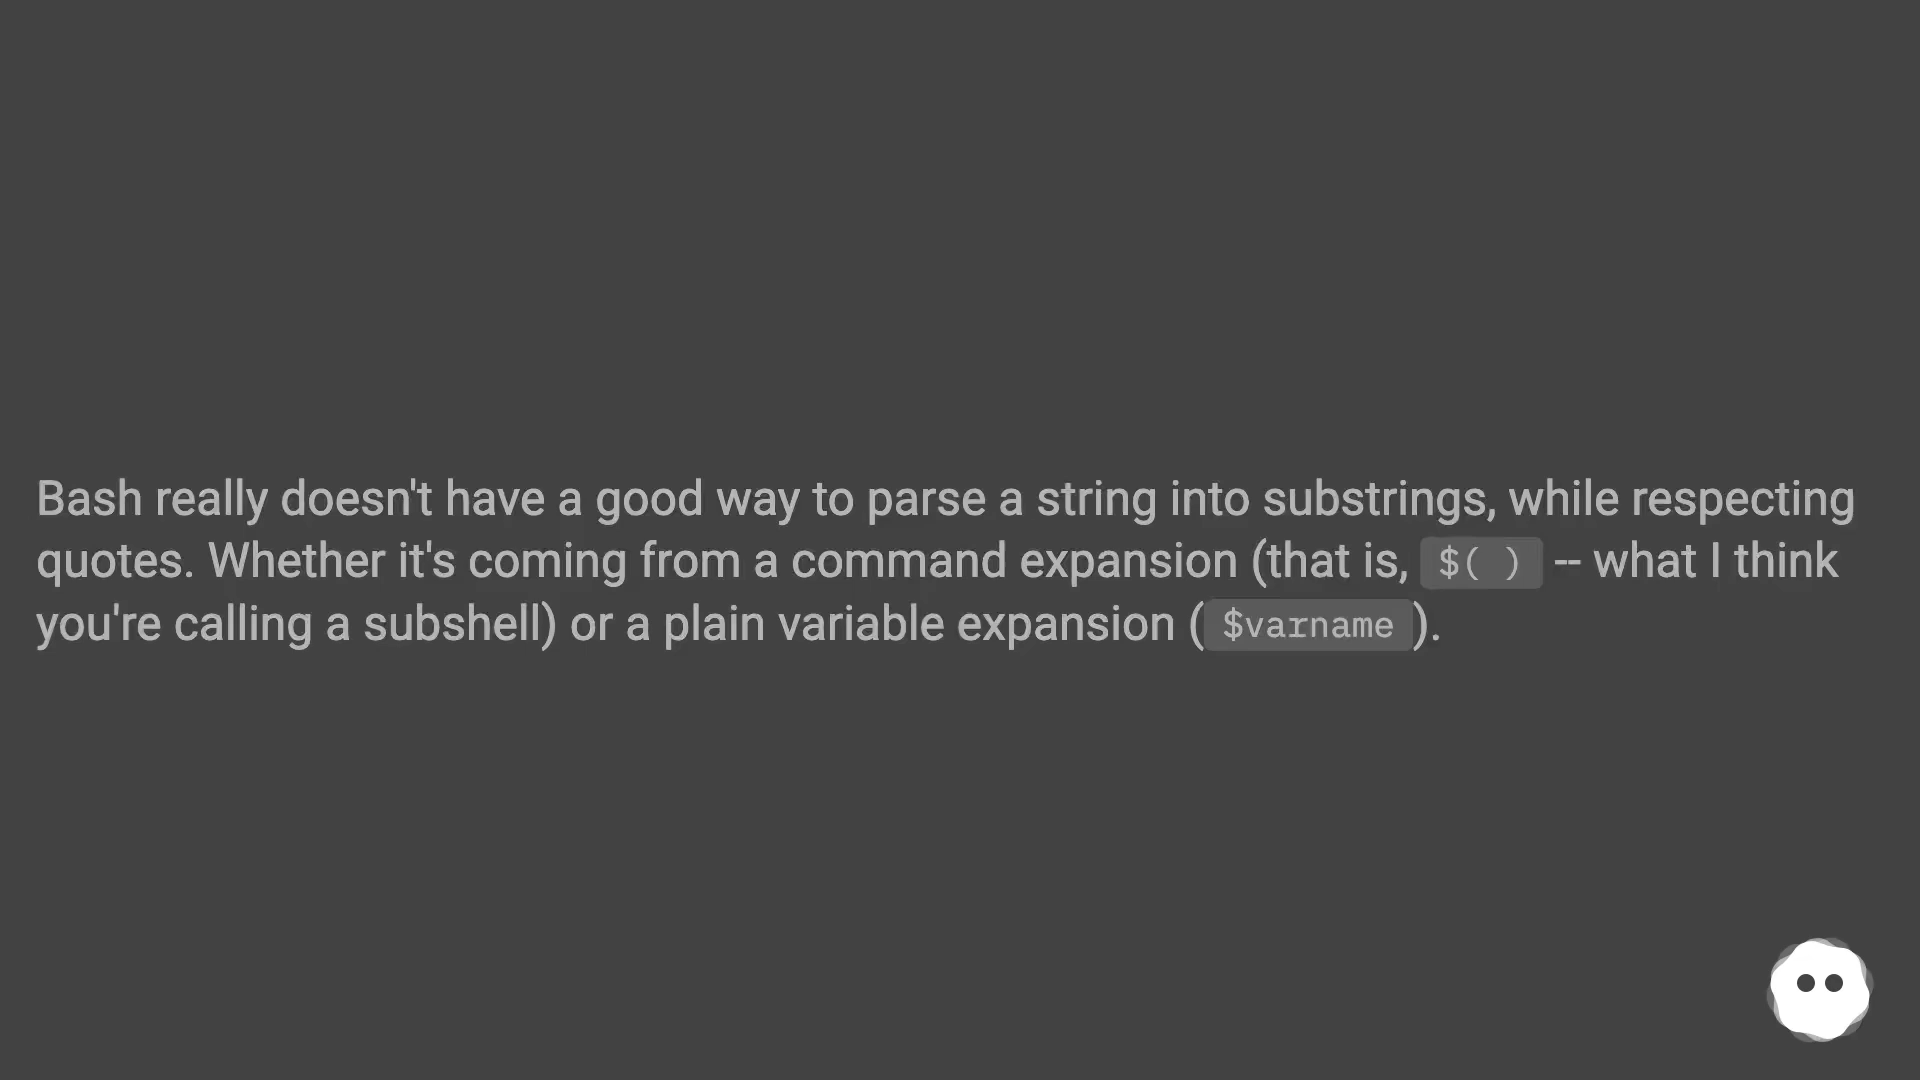 Bash really doesn't have a good way to parse a string into substrings, while respecting
quotes. Whether it's coming from a command expansion (that is, $( ) -- what I think
you're calling a subshell) or a plain variable expansion ( $varname ).